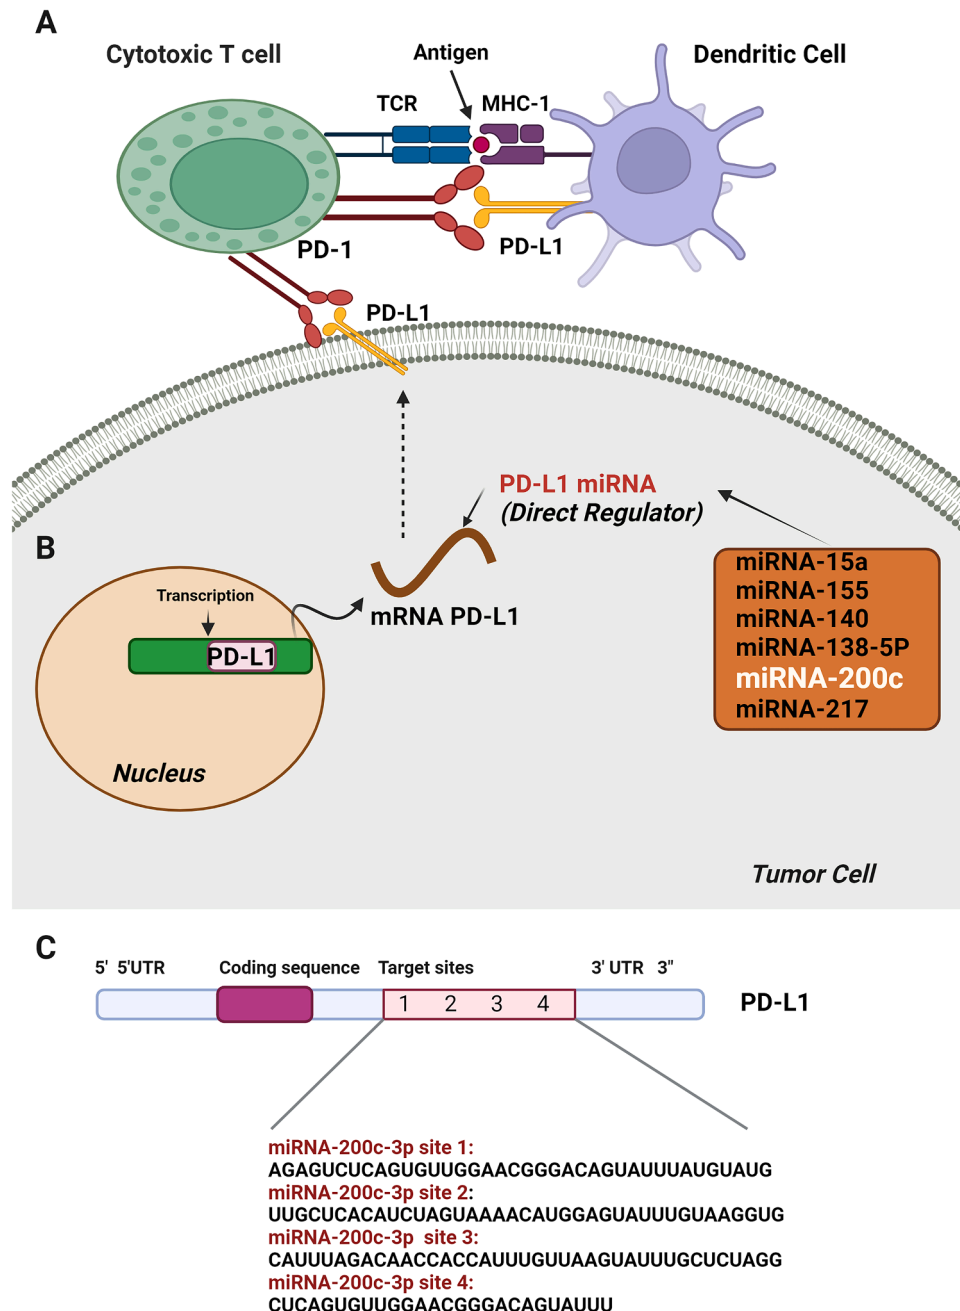 A
Cytotoxic T cell
Antigen
Dendritic Cell
TCR
MHC-1
PD-1
PD-L1
PD-L1
PD-L1 miRNA
(Direct Regulator)
B
miRNA-15a
miRNA-155
miRNA-140
miRNA-138-5P
miRNA-200c
miRNA-217
Transcription
mRNA PD-L1
PD-L1
Nucleus
Tumor Cell
C
5' 5'UTR
Coding sequence
Target sites
3' UTR 3"
1 2 3 4
PD-L1
miRNA-200c-3p site 1:
AGAGUCUCAGUGUUGGAACGGGACAGUAUUUAUGUAUG
miRNA-200c-3p site 2:
UUGCUCACAUCUAGUAAAACAUGGAGUAUUUGUAAGGUG
miRNA-200c-3p site 3:
CAUUUAGACAACCACCAUUUGUUAAGUAUUUGCUCUAGG
miRNA-200c-3p site 4:
CUCAGUGUUGGAACGGGACAGUAUUU